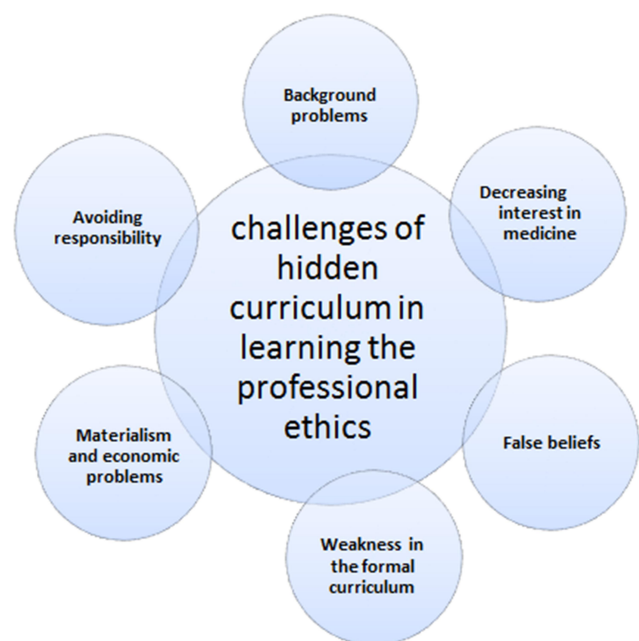 Background
problems
Decreasing
interest in
medicine
False beliefs
Weakness in
the formal
curriculum
Materialism
and economic
problems
Avoiding
responsibility
challenges of
hidden
curriculum in
learning the
professional
ethics